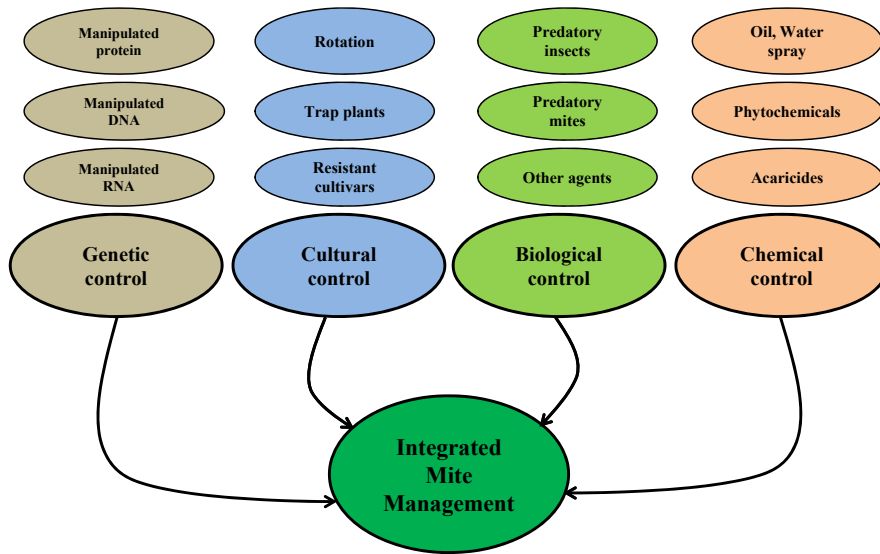 Manipulated
protein
Rotation
Predatory
insects
Oil, Water
spray
Manipulated
DNA
Trap plants
Predatory
mites
Phytochemicals
Manipulated
RNA
Resistant
cultivars
Other agents
Acaricides
Genetic
control
Cultural
control
Biological
control
Chemical
control
Integrated
Mite
Management